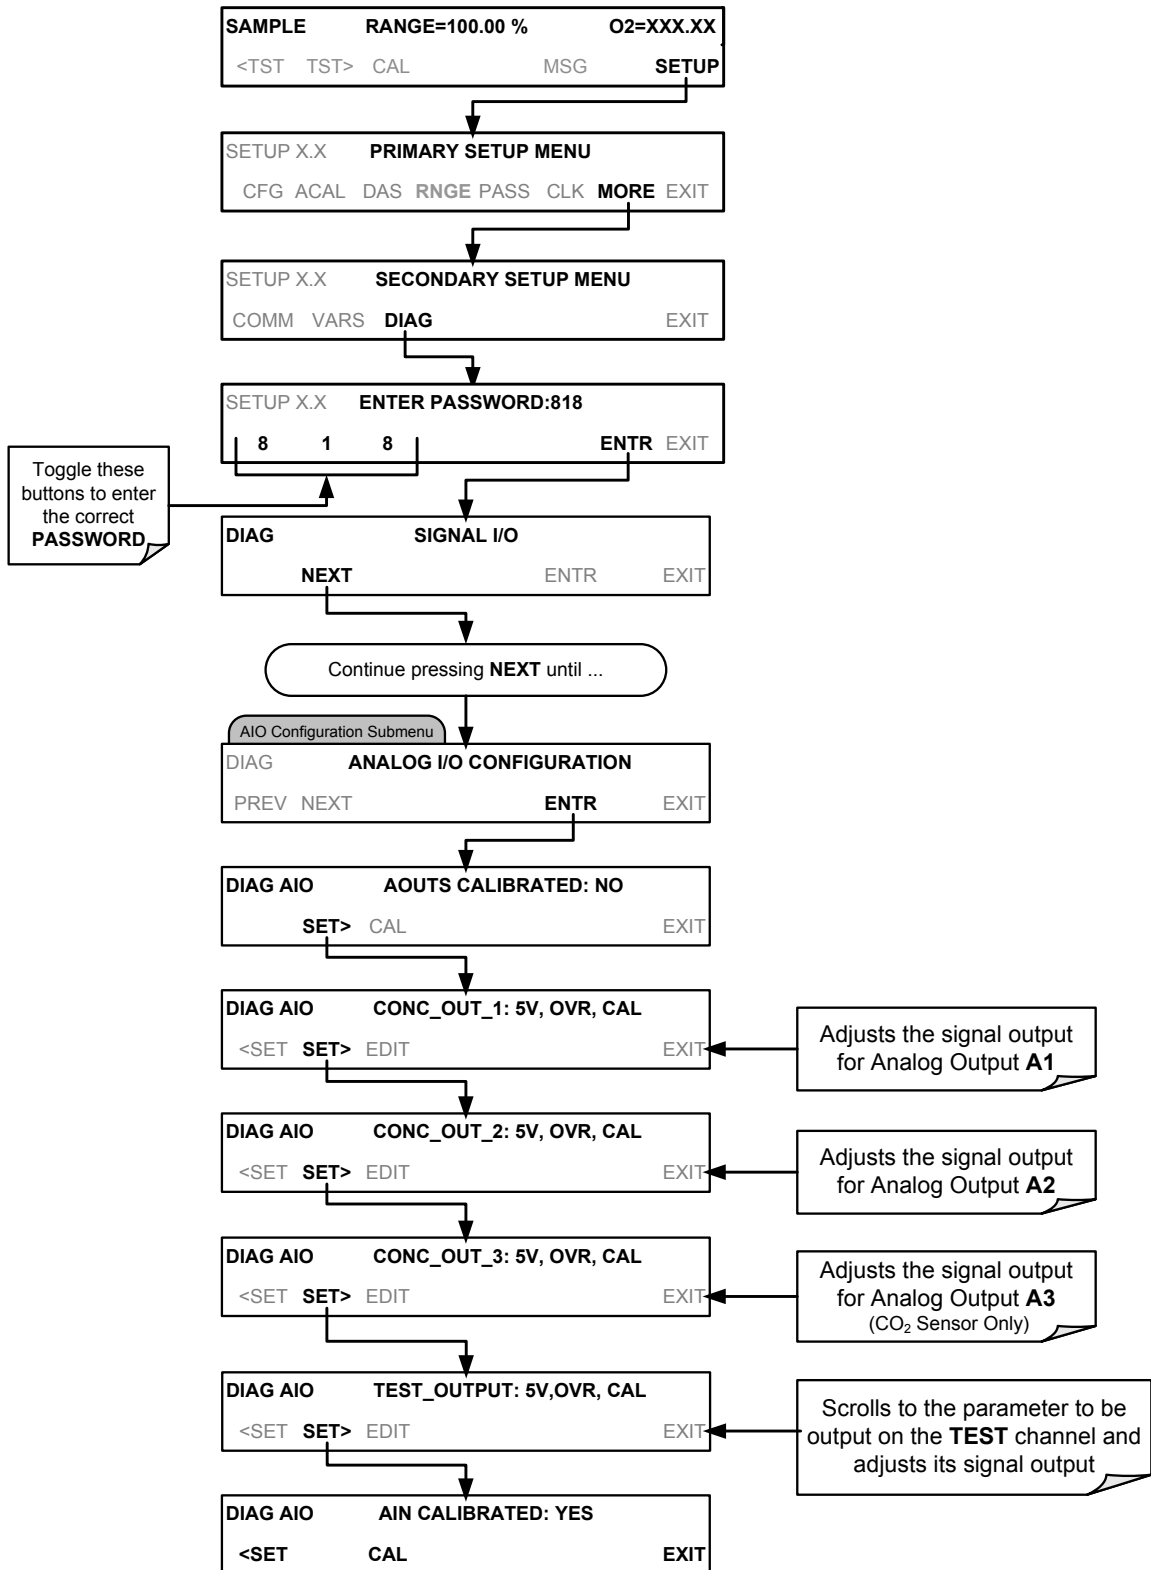 SAMPLE RANGE=100.00 % O2=XXX.XX
<TST TST> CAL MSG SETUP
SETUP X.X PRIMARY SETUP MENU
CFG ACAL DAS RNGE PASS CLK MORE EXIT
SETUP X.X SECONDARY SETUP MENU
COMM VARS DIAG EXIT
SETUP X.X ENTER PASSWORD:818
8 1 8 ENTR EXIT
Toggle these
buttons to enter
the correct
PASSWORD
DIAG SIGNAL I/O
NEXT ENTR EXIT
Continue pressing NEXT until ...
AIO Configuration Submenu
DIAG ANALOG I/O CONFIGURATION
PREV NEXT ENTR EXIT
DIAG AIO AOUTS CALIBRATED: NO
SET> CAL EXIT
DIAG AIO CONC_OUT_1: 5V, OVR, CAL
<SET SET> EDIT EXIT
Adjusts the signal output
for Analog Output A1
DIAG AIO CONC_OUT_2: 5V, OVR, CAL
<SET SET> EDIT EXIT
Adjusts the signal output
for Analog Output A2
DIAG AIO CONC_OUT_3: 5V, OVR, CAL
<SET SET> EDIT EXIT
Adjusts the signal output
for Analog Output A3
(CO₂ Sensor Only)
DIAG AIO TEST_OUTPUT: 5V,OVR, CAL
<SET SET> EDIT EXIT
Scrolls to the parameter to be
output on the TEST channel and
adjusts its signal output
DIAG AIO AIN CALIBRATED: YES
<SET CAL EXIT